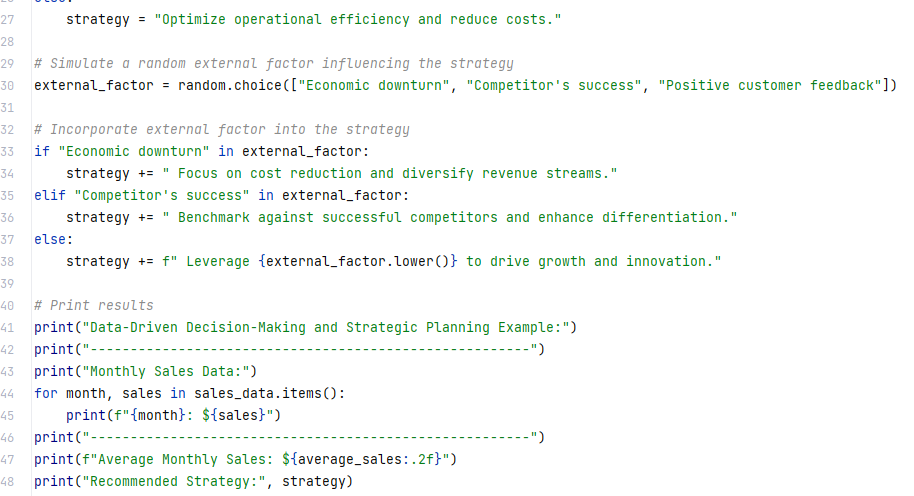 26 else:
27     strategy = "Optimize operational efficiency and reduce costs."
28
29 # Simulate a random external factor influencing the strategy
30 external_factor = random.choice(["Economic downturn", "Competitor's success", "Positive customer feedback"])
31
32 # Incorporate external factor into the strategy
33 if "Economic downturn" in external_factor:
34     strategy += " Focus on cost reduction and diversify revenue streams."
35 elif "Competitor's success" in external_factor:
36     strategy += " Benchmark against successful competitors and enhance differentiation."
37 else:
38     strategy += f" Leverage {external_factor.lower()} to drive growth and innovation."
39
40 # Print results
41 print("Data-Driven Decision-Making and Strategic Planning Example:")
42 print("-------------------------------------------------------")
43 print("Monthly Sales Data:")
44 for month, sales in sales_data.items():
45     print(f"{month}: ${sales}")
46 print("-------------------------------------------------------")
47 print(f"Average Monthly Sales: ${average_sales:.2f}")
48 print("Recommended Strategy:", strategy)